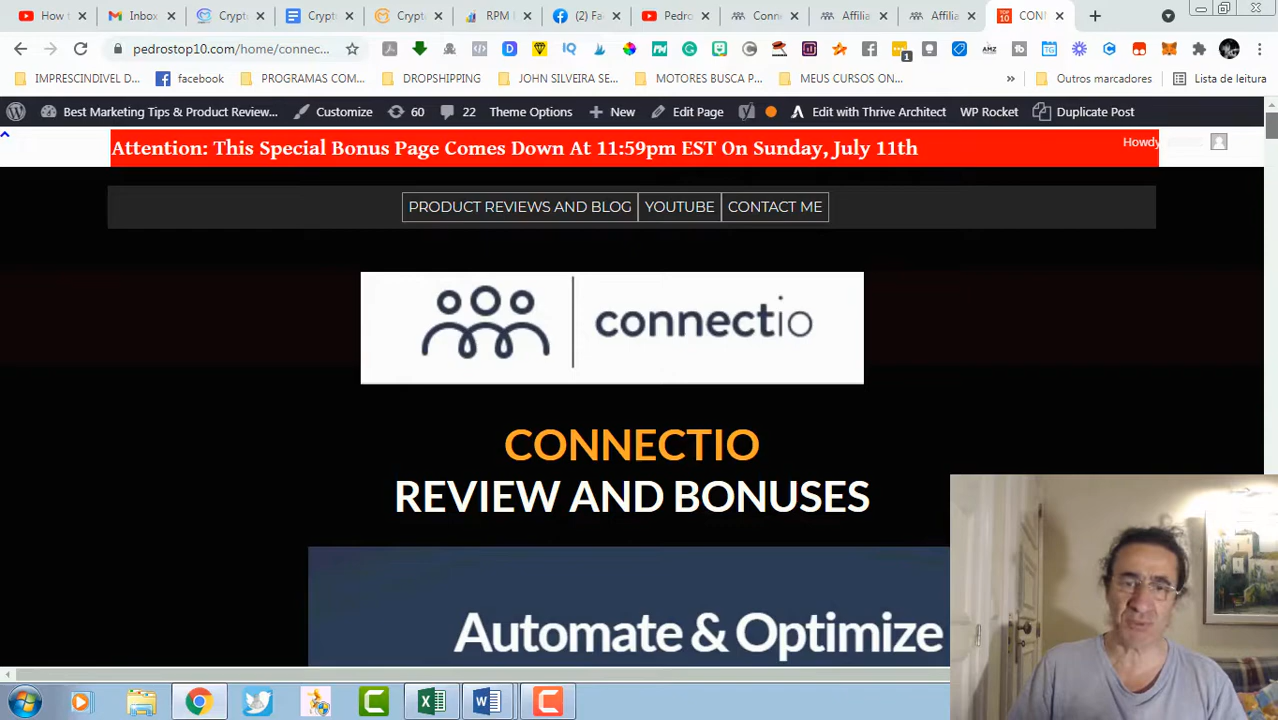 How t
Inbox
Crypt
Crypt
Crypt
RPM
(2) Fa
Pedro
Conn
Affilia
Affilia
CON
pedrostop10.com/home/connec...
IMPRESCINDIVEL D
facebook
PROGRAMAS COM...
DROPSHIPPING
JOHN SILVEIRA SE...
MOTORES BUSCA P...
MEUS CURSOS ON...
»
Outros marcadores
Lista de leitura
Best Marketing Tips & Product Review...
Customize
60
22
Theme Options
New
Edit Page
Edit with Thrive Architect
WP Rocket
Duplicate Post
Attention: This Special Bonus Page Comes Down At 11:59pm EST On Sunday, July 11th
Howdy
PRODUCT REVIEWS AND BLOG
YOUTUBE
CONTACT ME
connectio
CONNECTIO
REVIEW AND BONUSES
Automate & Optimize